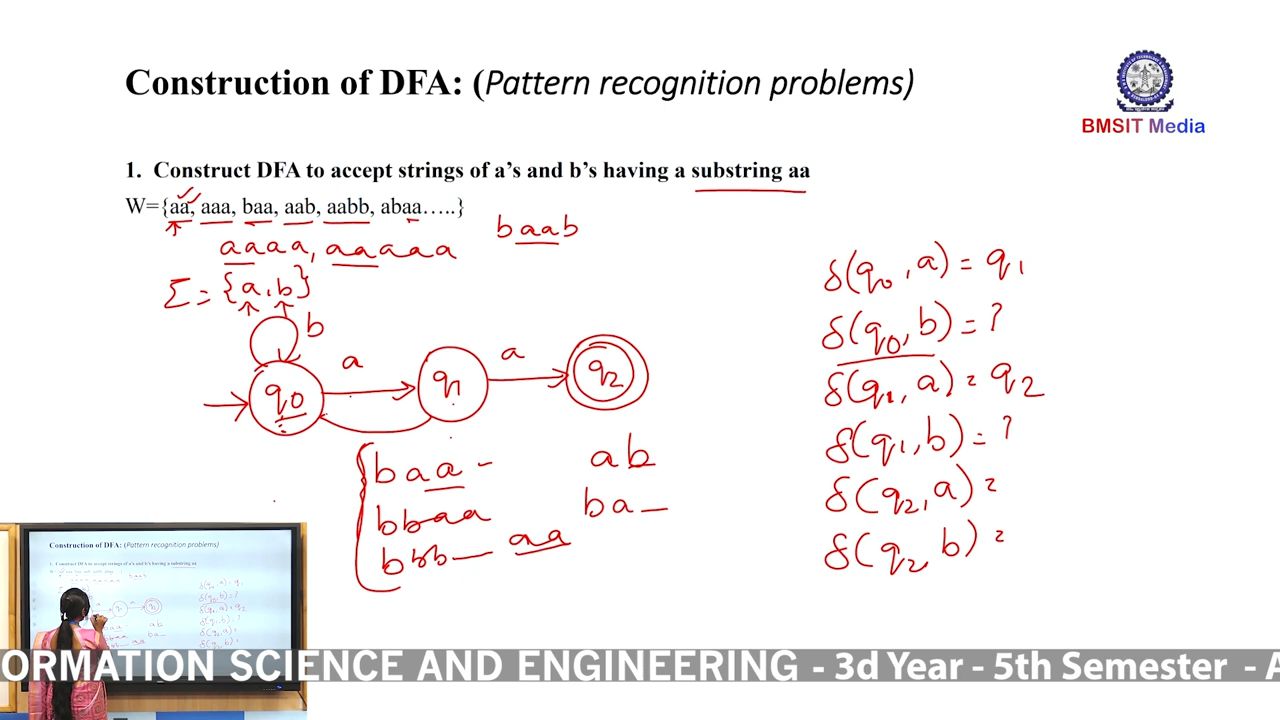 Construction of DFA: (Pattern recognition problems)
BMSIT Media
1. Construct DFA to accept strings of a's and b's having a substring aa
W={aa, aaa, baa, aab, aabb, abaa…..}
baab
aaaa, aaaaa
Σ = {a, b}
b
a
a
q0
q1
q2
baa -
bbaa
bbb— aa
ab
ba_
δ(q0, a) = q1
δ(q0, b) = ?
δ(q1, a) = q2
δ(q1, b) = ?
δ(q2, a) =
δ(q2 b) =
ORMATION SCIENCE AND ENGINEERING - 3d Year - 5th Semester - A